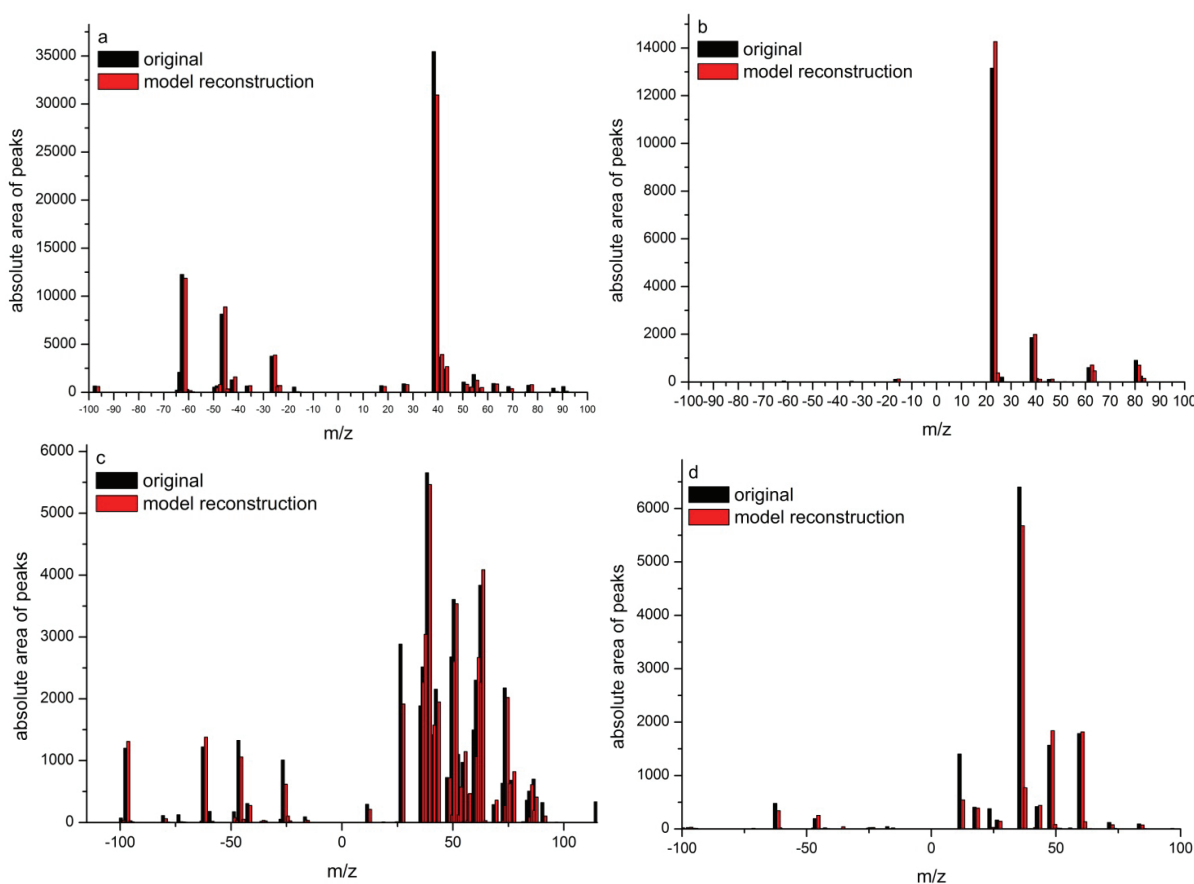 a
original
model reconstruction
35000
30000
25000
20000
15000
10000
5000
0
absolute area of peaks
-100 -90 -80 -70 -60 -50 -40 -30 -20 -10 0 10 20 30 40 50 60 70 80 90 100
m/z
b
original
model reconstruction
14000
12000
10000
8000
6000
4000
2000
0
absolute area of peaks
-100 -90 -80 -70 -60 -50 -40 -30 -20 -10 0 10 20 30 40 50 60 70 80 90 100
m/z
c
original
model reconstruction
6000
5000
4000
3000
2000
1000
0
absolute area of peaks
-100 -50 0 50 100
m/z
d
original
model reconstruction
6000
5000
4000
3000
2000
1000
0
absolute area of peaks
-100 -50 0 50 100
m/z